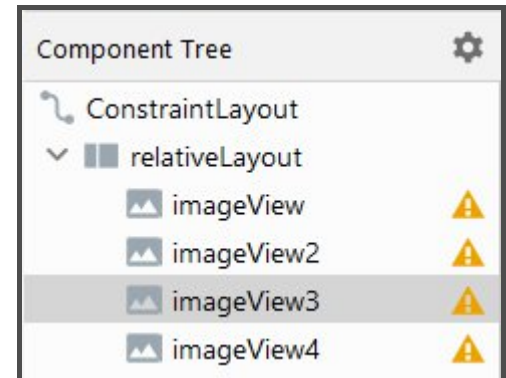 Component Tree
ConstraintLayout
relativeLayout
imageView
imageView2
imageView3
imageView4